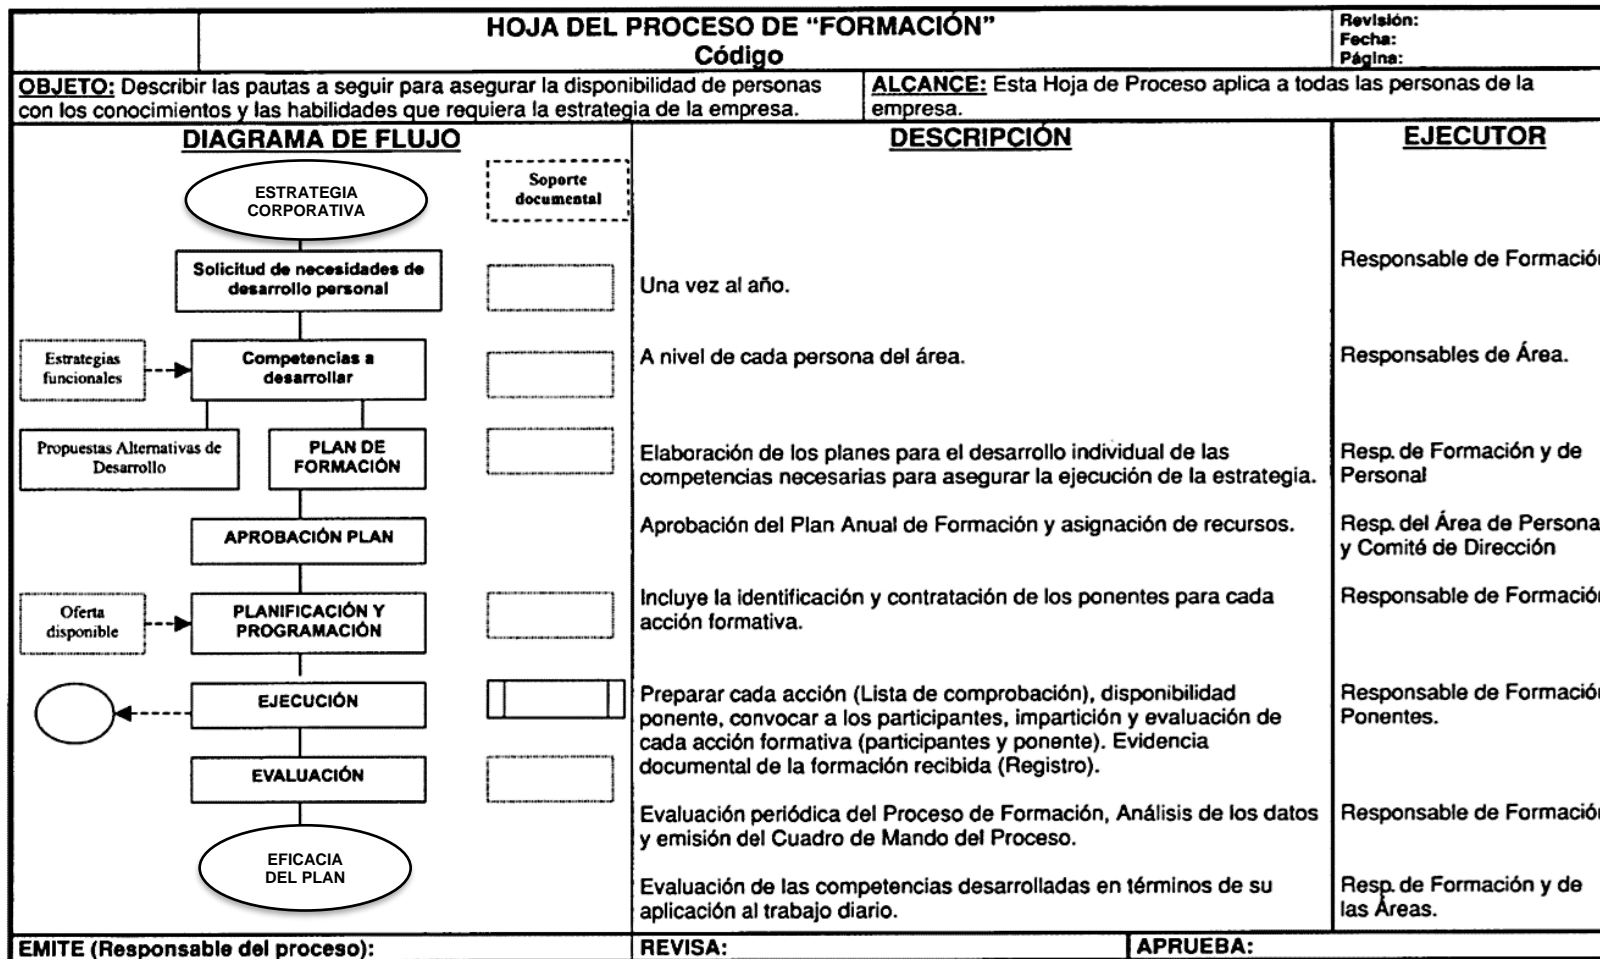 HOJA DEL PROCESO DE “FORMACIÓN”
Código
Revisión:
Fecha:
Página:
OBJETO: Describir las pautas a seguir para asegurar la disponibilidad de personas
con los conocimientos y las habilidades que requiera la estrategia de la empresa.
ALCANCE: Esta Hoja de Proceso aplica a todas las personas de la
empresa.
DIAGRAMA DE FLUJO
DESCRIPCIÓN
EJECUTOR
ESTRATEGIA
CORPORATIVA
Soporte
documental
Solicitud de necesidades de
desarrollo personal
Una vez al año.
Responsable de Formación
Estrategias
funcionales
Competencias a
desarrollar
A nivel de cada persona del área.
Responsables de Área.
Propuestas Alternativas de
Desarrollo
PLAN DE
FORMACIÓN
Elaboración de los planes para el desarrollo individual de las
competencias necesarias para asegurar la ejecución de la estrategia.
Resp. de Formación y de
Personal
APROBACIÓN PLAN
Aprobación del Plan Anual de Formación y asignación de recursos.
Resp. del Área de Persona
y Comité de Dirección
Oferta
disponible
PLANIFICACIÓN Y
PROGRAMACIÓN
Incluye la identificación y contratación de los ponentes para cada
acción formativa.
Responsable de Formación
EJECUCIÓN
Preparar cada acción (Lista de comprobación), disponibilidad
ponente, convocar a los participantes, impartición y evaluación de
cada acción formativa (participantes y ponente). Evidencia
documental de la formación recibida (Registro).
Responsable de Formación
Ponentes.
EVALUACIÓN
Evaluación periódica del Proceso de Formación, Análisis de los datos
y emisión del Cuadro de Mando del Proceso.
Responsable de Formación
EFICACIA
DEL PLAN
Evaluación de las competencias desarrolladas en términos de su
aplicación al trabajo diario.
Resp. de Formación y de
las Áreas.
EMITE (Responsable del proceso):
REVISA:
APRUEBA: